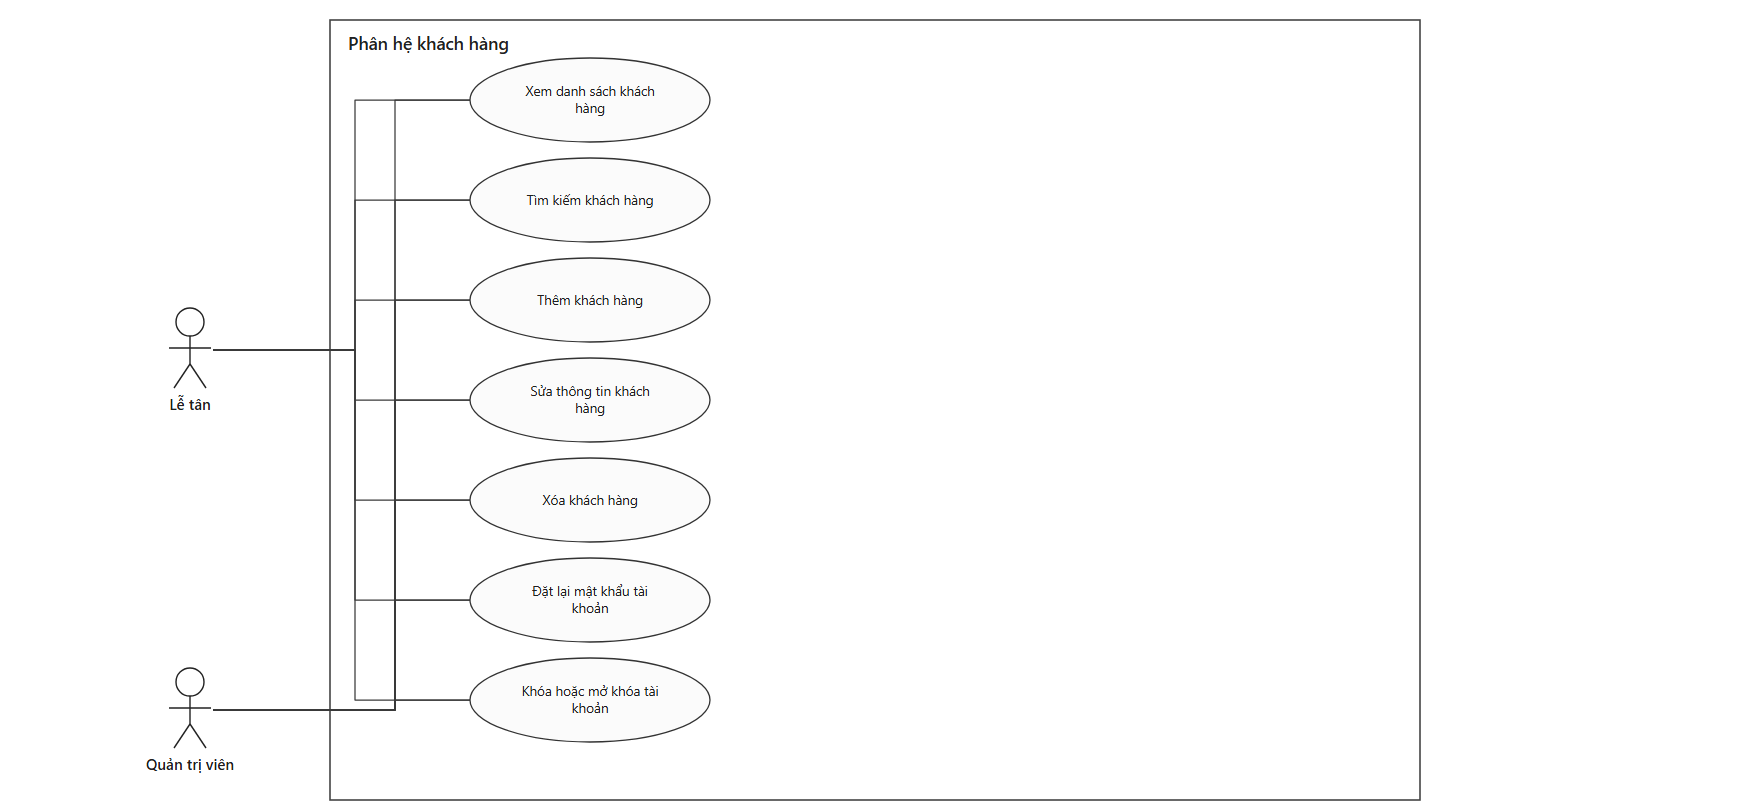 Phân hệ khách hàng
Xem danh sách khách
hàng
Tìm kiếm khách hàng
Thêm khách hàng
Sửa thông tin khách
hàng
Lễ tân
Xóa khách hàng
Đặt lại mật khẩu tài
khoản
Khóa hoặc mở khóa tài
khoản
Quản trị viên